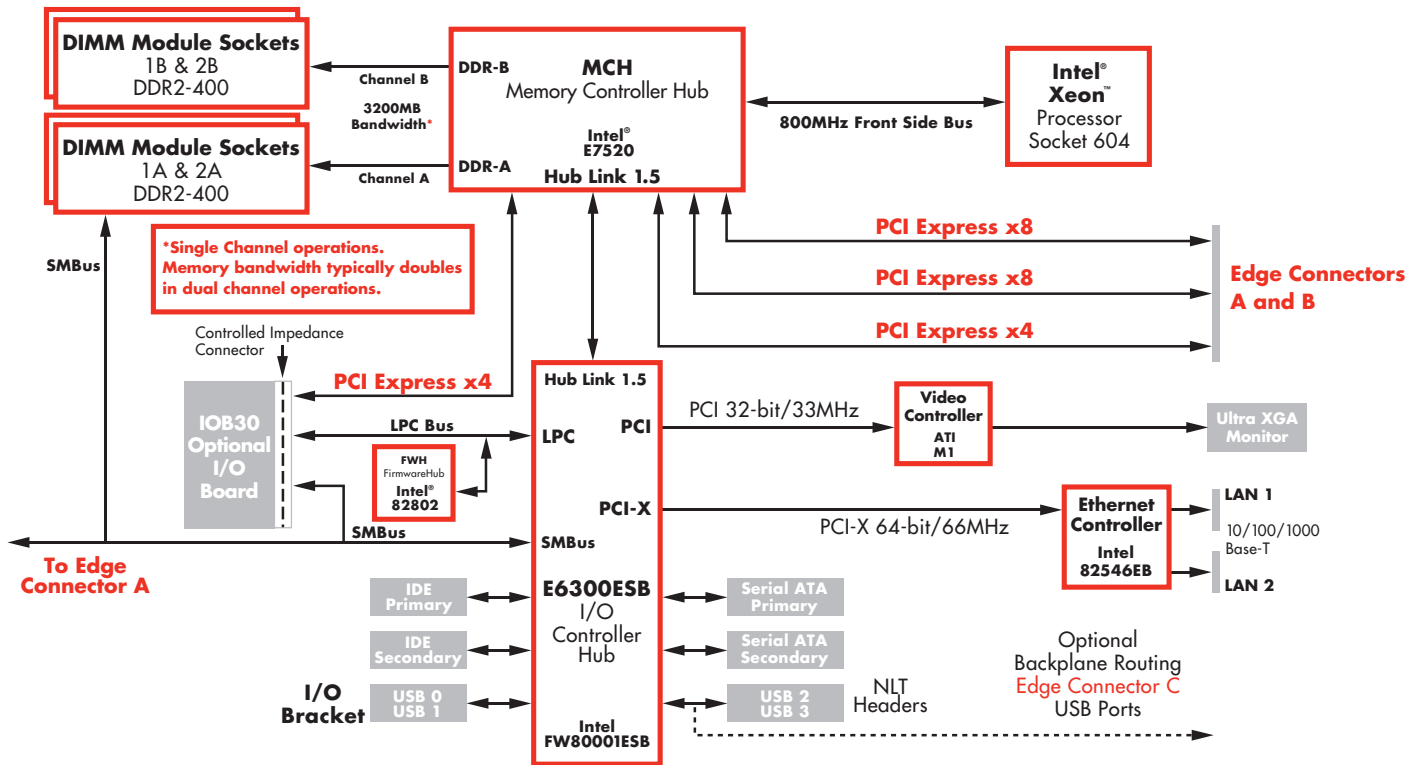 DIMM Module Sockets
1B & 2B
DDR2-400
DIMM Module Sockets
1A & 2A
DDR2-400
Channel B
3200MB
Bandwidth*
Channel A
DDR-B
MCH
Memory Controller Hub
Intel®
E7520
DDR-A
Hub Link 1.5
800MHz Front Side Bus
Intel®
Xeon™
Processor
Socket 604
SMBus
*Single Channel operations.
Memory bandwidth typically doubles
in dual channel operations.
PCI Express x8
PCI Express x8
PCI Express x4
Edge Connectors
A and B
Controlled Impedance
Connector
PCI Express x4
IOB30
Optional
I/O
Board
LPC Bus
FWH
FirmwareHub
Intel®
82802
SMBus
To Edge
Connector A
Hub Link 1.5
LPC
PCI
PCI-X
SMBus
E6300ESB
I/O
Controller
Hub
Intel
FW80001ESB
PCI 32-bit/33MHz
Video
Controller
ATI
M1
Ultra XGA
Monitor
PCI-X 64-bit/66MHz
Ethernet
Controller
Intel
82546EB
LAN 1
10/100/1000
Base-T
LAN 2
IDE
Primary
IDE
Secondary
I/O
Bracket
USB 0
USB 1
Serial ATA
Primary
Serial ATA
Secondary
USB 2
USB 3
NLT
Headers
Optional
Backplane Routing
Edge Connector C
USB Ports